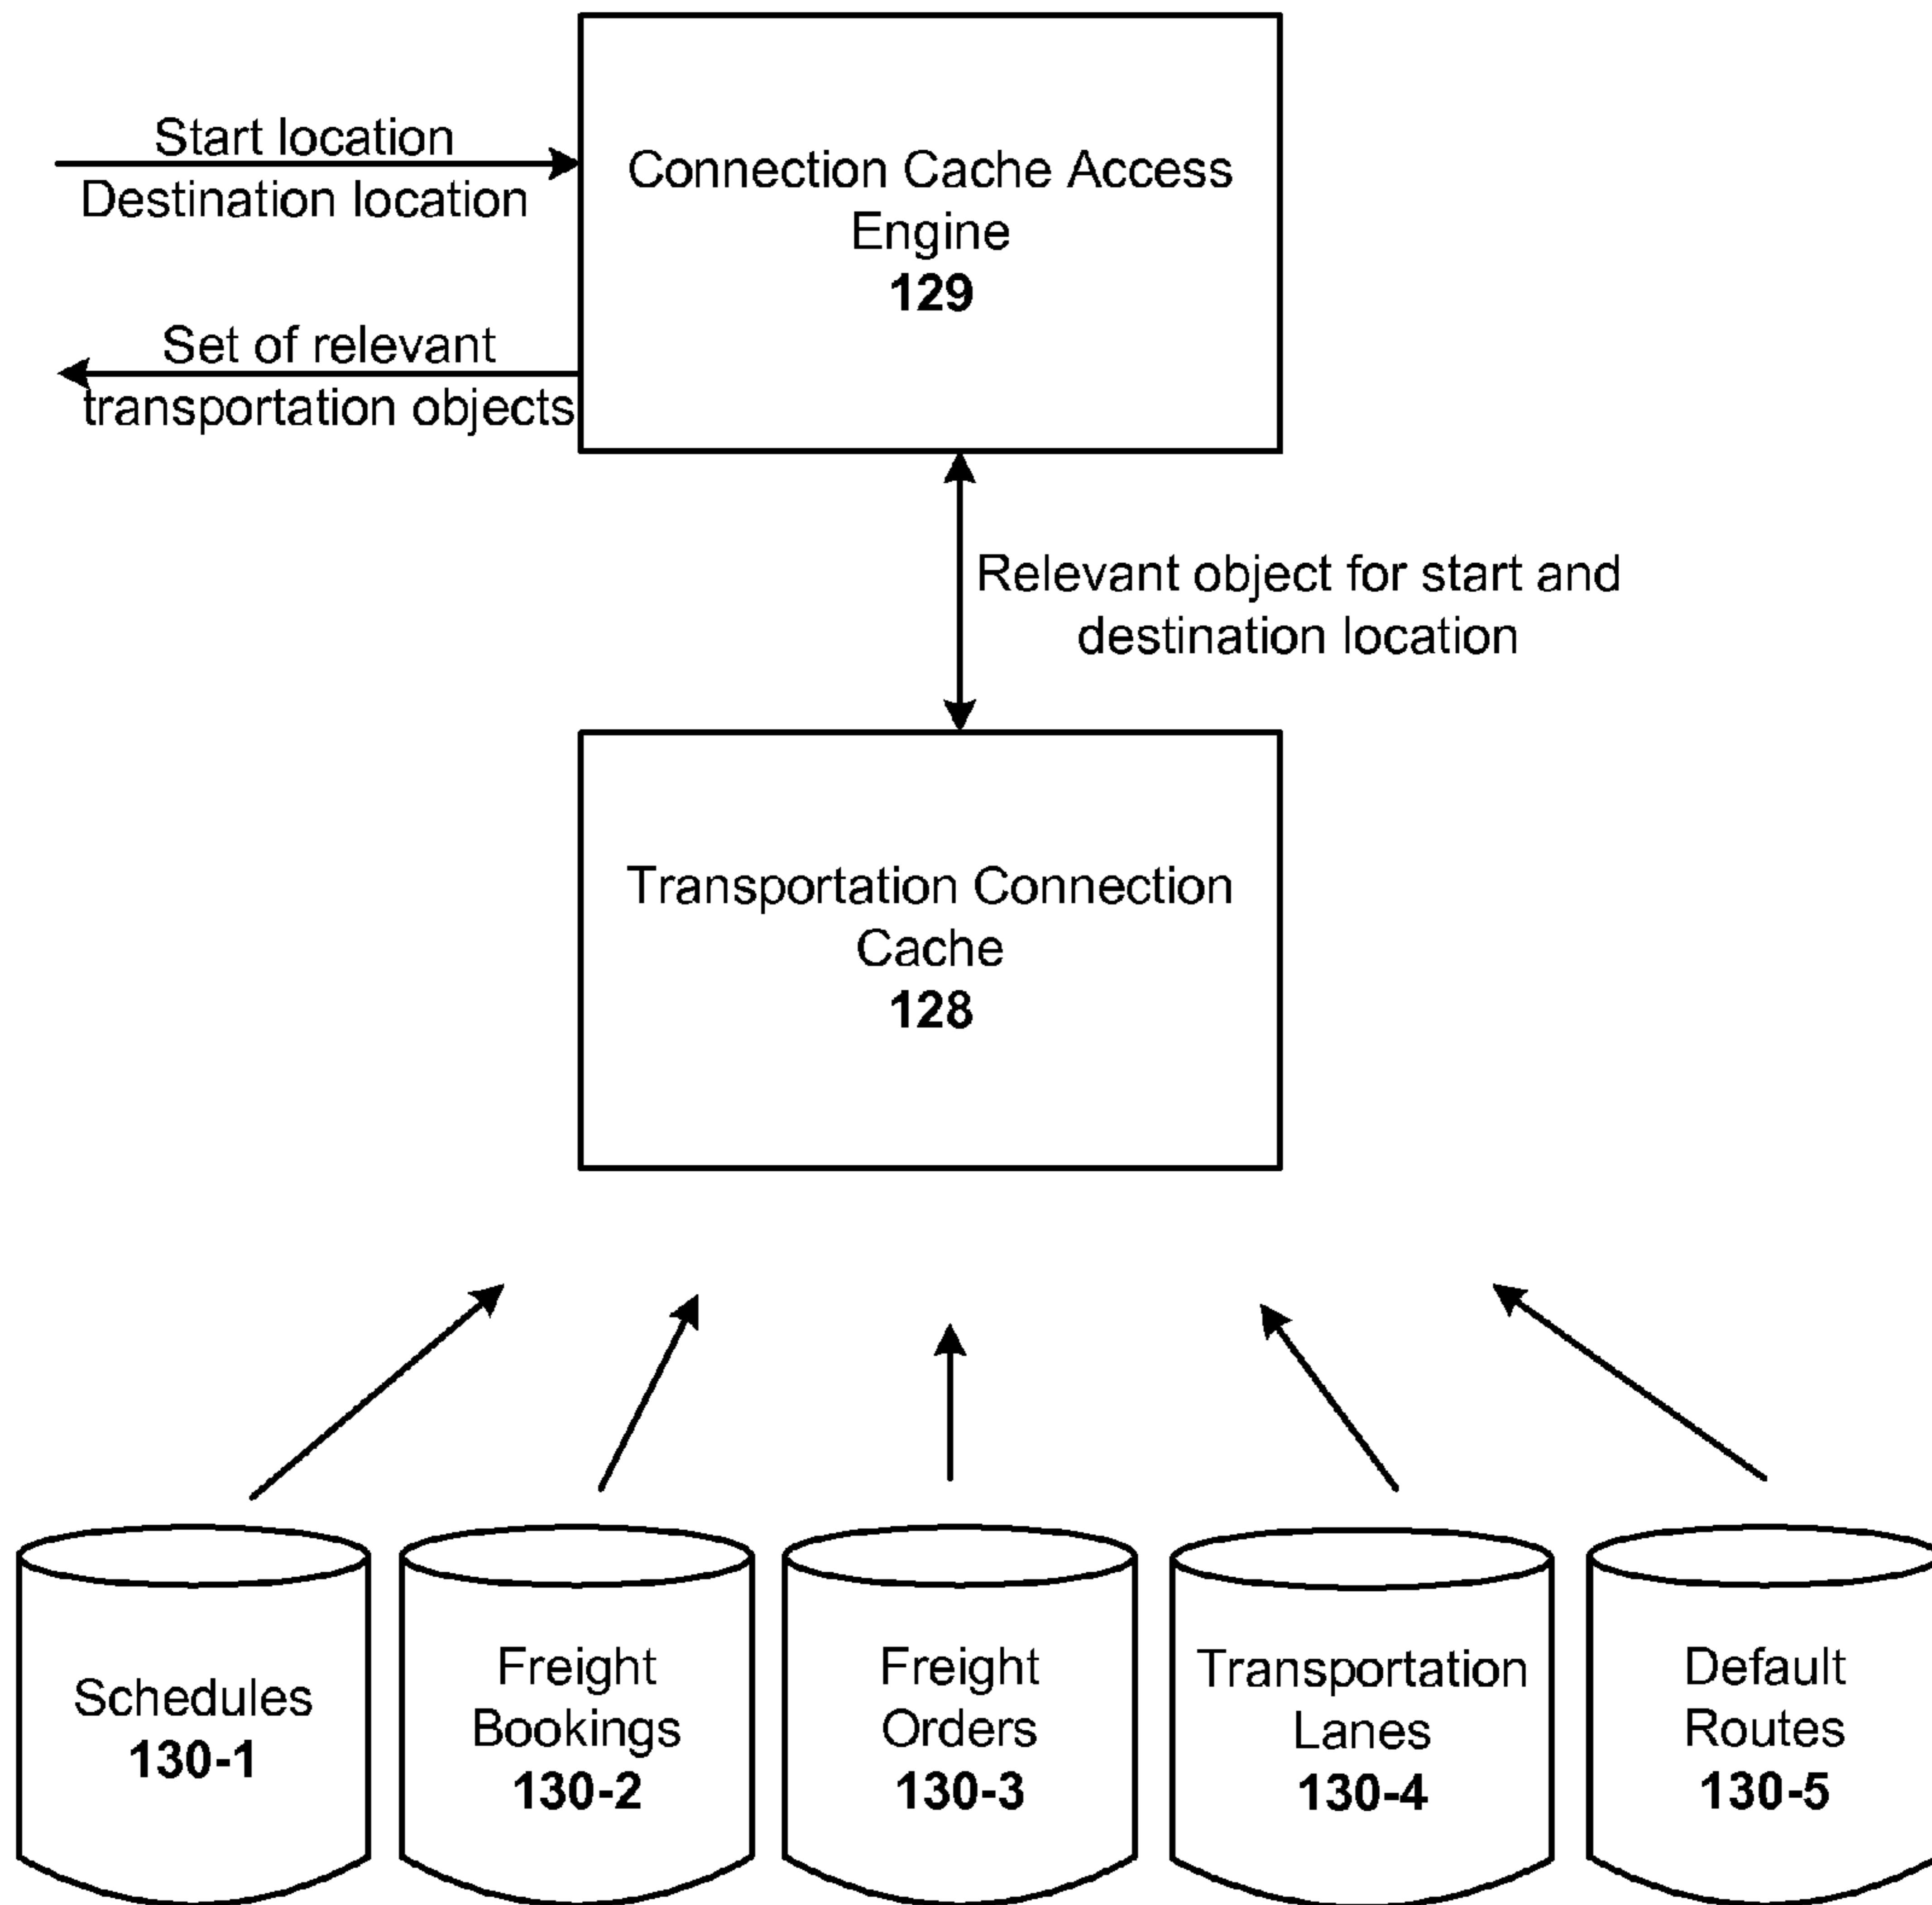 Start location
Destination location
Connection Cache Access
Engine
129
Set of relevant
transportation objects
Relevant object for start and
destination location
Transportation Connection
Cache
128
Schedules
130-1
Freight
Bookings
130-2
Freight
Orders
130-3
Transportation
Lanes
130-4
Default
Routes
130-5